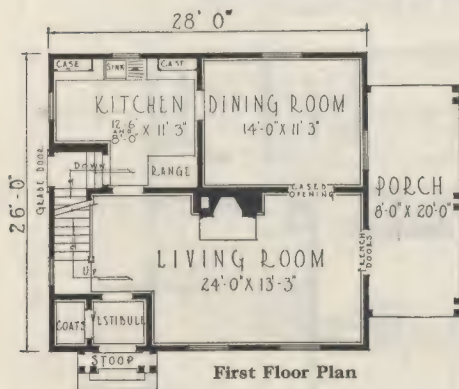 28' 0"
CASE
SINK
CASE
KITCHEN
12'-6"
AND
8'-0"
X 11' 3"
DINING ROOM
14'-0" X 11' 3"
DOWN
RANGE
GRADE DOOR
26'-0"
CASED
OPENING
PORCH
8'-0" X 20'-0"
FRENCH
DOORS
LIVING ROOM
24'-0" X 13'-3"
UP
COATS
VESTIBULE
STOOP
First Floor Plan